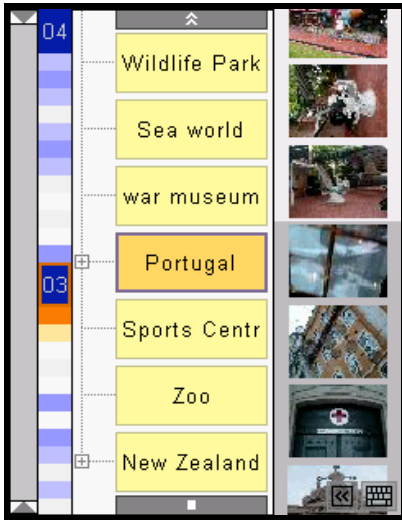 04
Wildlife Park
Sea world
war museum
Portugal
03
Sports Centr
Zoo
New Zealand